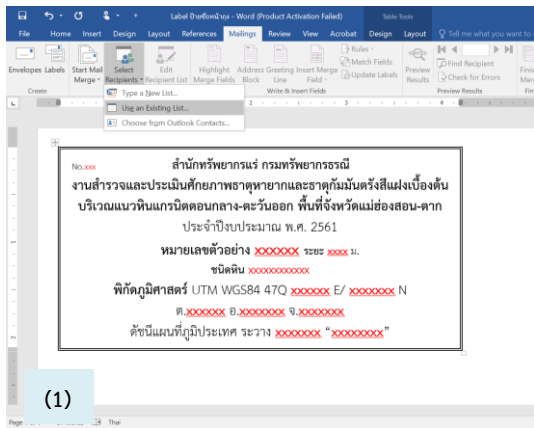 Label ป้ายชื่อหน้าถุง - Word (Product Activation Failed)
Table Tools
File Home Insert Design Layout References Mailings Review View Acrobat Design Layout Tell me what you want to
Envelopes Labels Start Mail Merge Select Recipients Edit Recipient List Highlight Merge Fields Address Block Greeting Line Insert Merge Field Rules Match Fields Update Labels Preview Results Find Recipient Check for Errors
Create Write & Insert Fields Preview Results
Type a New List...
Use an Existing List...
Choose from Outlook Contacts...
No.xxx สำนักทรัพยากรแร่ กรมทรัพยากรธรณี
งานสำรวจและประเมินศักยภาพธาตุหายากและธาตุกัมมันตรังสีแฝงเบื้องต้น
บริเวณแนวหินแกรนิตตอนกลาง-ตะวันออก พื้นที่จังหวัดแม่ฮ่องสอน-ตาก
ประจำปีงบประมาณ พ.ศ. 2561
หมายเลขตัวอย่าง xxxxxx ระยะ xxxx ม.
ชนิดหิน xxxxxxxxxxxx
พิกัดภูมิศาสตร์ UTM WGS84 47Q xxxxxx E/ xxxxxxx N
ต.xxxxxx อ.xxxxxxx จ.xxxxxxx
ดัชนีแผนที่ภูมิประเทศ ระวาง xxxxxxx “xxxxxxxx”
(1)
Thai